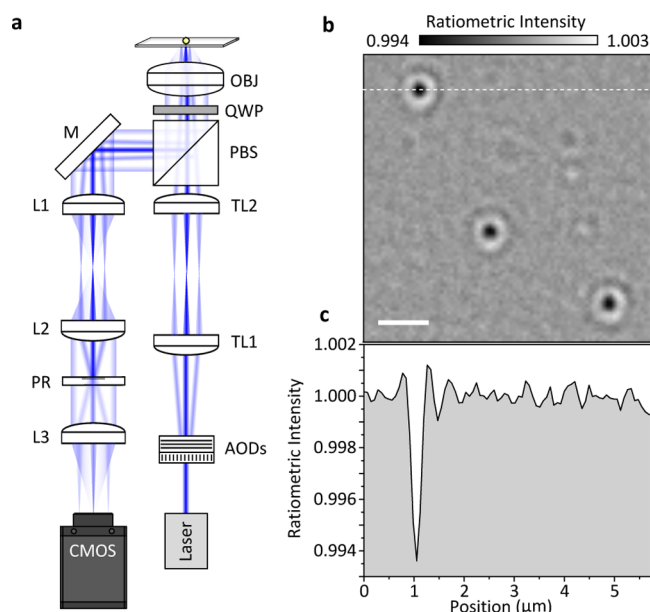 a
OBJ
QWP
M
PBS
L1
TL2
L2
TL1
PR
L3
AODs
CMOS
Laser
b
Ratiometric Intensity
0.994 1.003
c
1.002
1.000
0.998
0.996
0.994
Ratiometric Intensity
0 1 2 3 4 5
Position [μm]